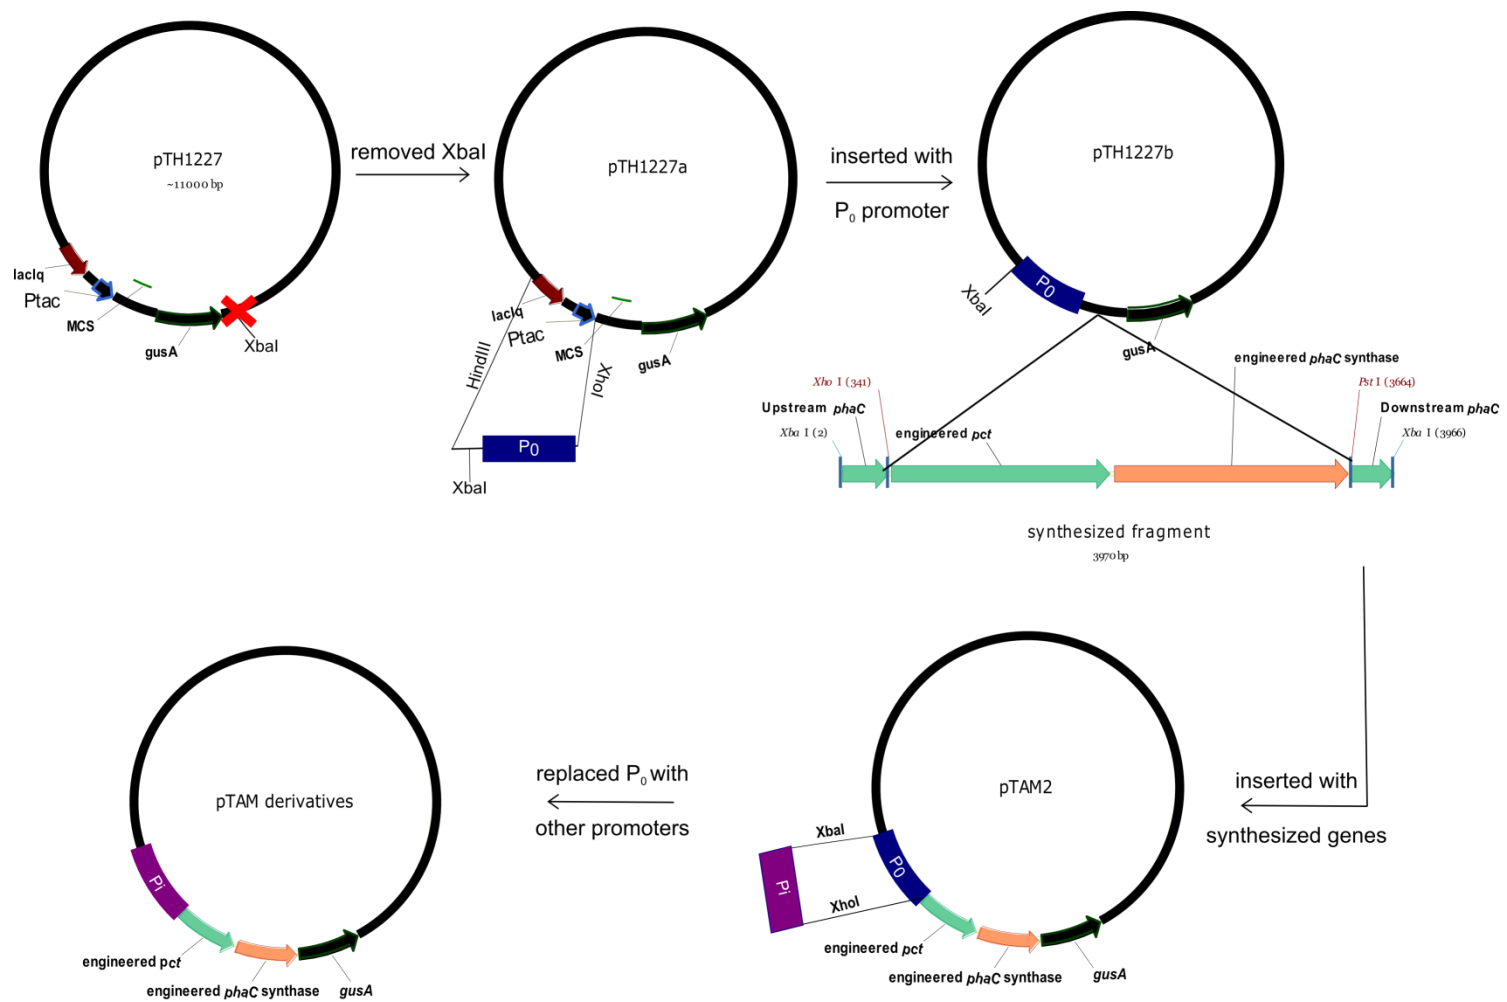 pTH1227
~11000 bp
lacIq
Ptac
MCS
gusA
XbaI
removed XbaI
pTH1227a
lacIq
Ptac
MCS
gusA
HindIII
XhoI
P0
XbaI
inserted with
P0 promoter
pTH1227b
P0
XbaI
gusA
engineered phaC synthase
Xho I (341)
Pst I (3664)
Upstream phaC
Downstream phaC
Xba I (2)
engineered pct
Xba I (3966)
synthesized fragment
3970 bp
inserted with
synthesized genes
pTAM2
XbaI
P0
Pi
XhoI
engineered pct
engineered phaC synthase
gusA
replaced P0 with
other promoters
pTAM derivatives
Pi
engineered pct
engineered phaC synthase
gusA